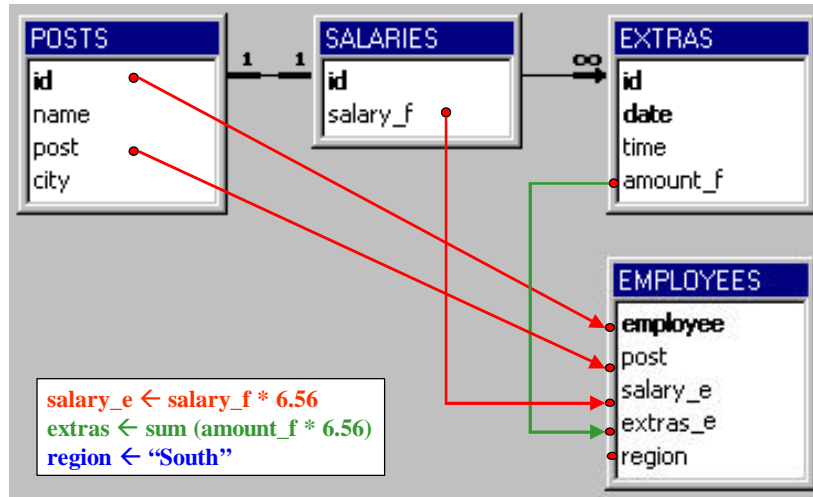 POSTS
id
name
post
city
1 1
SALARIES
id
salary_f
∞
EXTRAS
id
date
time
amount_f
EMPLOYEES
employee
post
salary_e
extras_e
region
salary_e ← salary_f * 6.56
extras ← sum (amount_f * 6.56)
region ← “South”